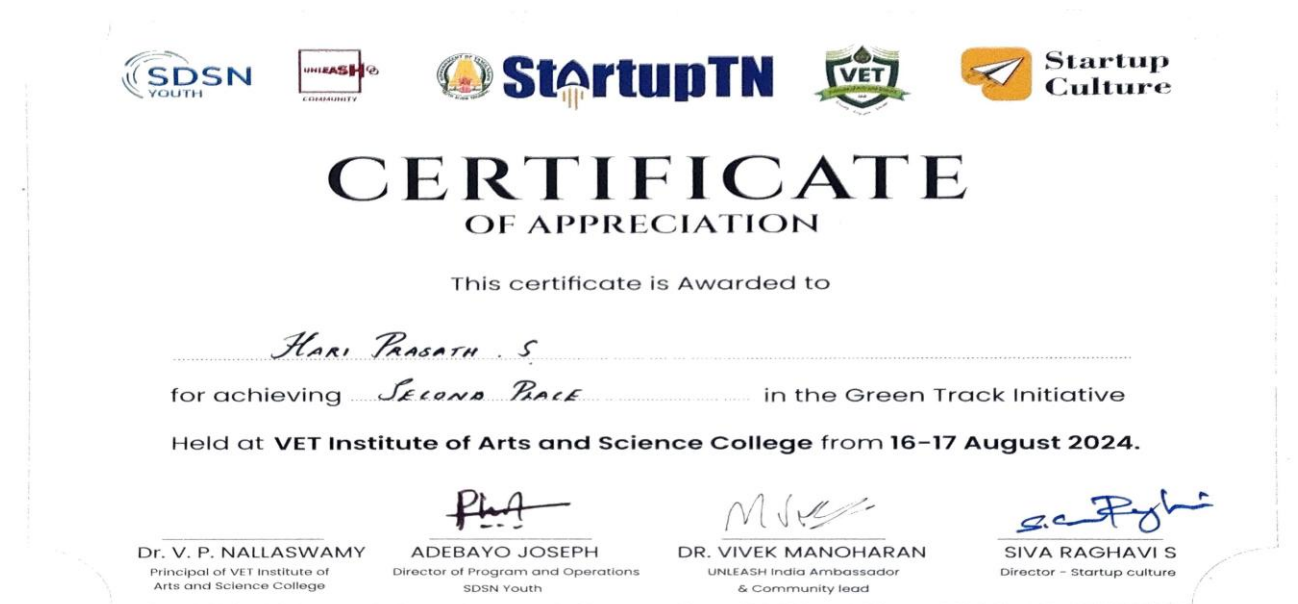 SDSN
YOUTH
UNLEASH
COMMUNITY
StartupTN
VET
Startup
Culture
CERTIFICATE
OF APPRECIATION
This certificate is Awarded to
HARI PRASATH . S
for achieving SECOND PLACE in the Green Track Initiative
Held at VET Institute of Arts and Science College from 16-17 August 2024.
Dr. V. P. NALLASWAMY
Principal of VET Institute of
Arts and Science College
ADEBAYO JOSEPH
Director of Program and Operations
SDSN Youth
DR. VIVEK MANOHARAN
UNLEASH India Ambassador
& Community lead
SIVA RAGHAVI S
Director - Startup culture